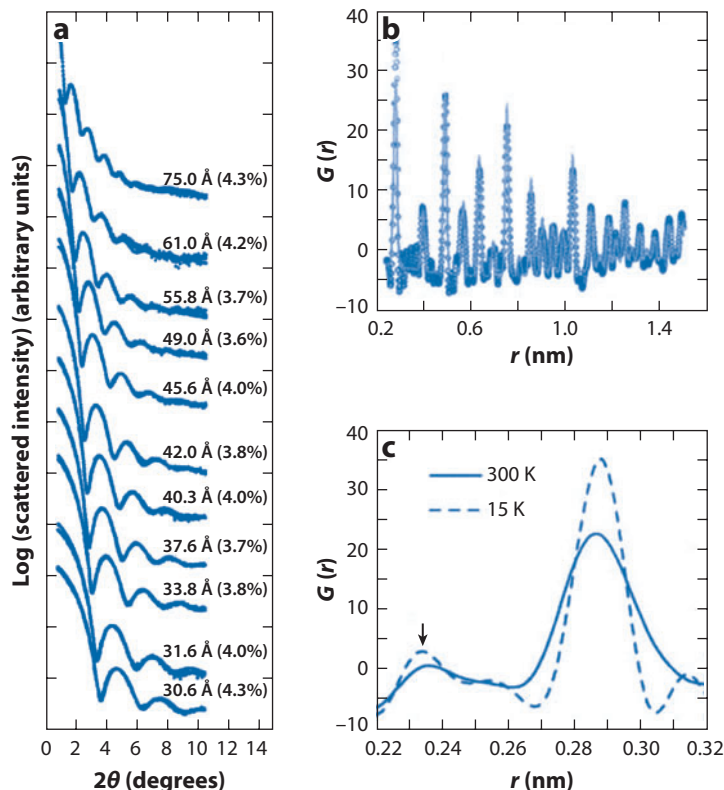 a
Log (scattered intensity) (arbitrary units)
75.0 Å (4.3%)
61.0 Å (4.2%)
55.8 Å (3.7%)
49.0 Å (3.6%)
45.6 Å (4.0%)
42.0 Å (3.8%)
40.3 Å (4.0%)
37.6 Å (3.7%)
33.8 Å (3.8%)
31.6 Å (4.0%)
30.6 Å (4.3%)
0 2 4 6 8 10 12 14
2θ (degrees)
b
G (r)
40
30
20
10
0
–10
0.2 0.6 1.0 1.4
r (nm)
c
G (r)
40
30
20
10
0
–10
300 K
15 K
0.22 0.24 0.26 0.28 0.30 0.32
r (nm)